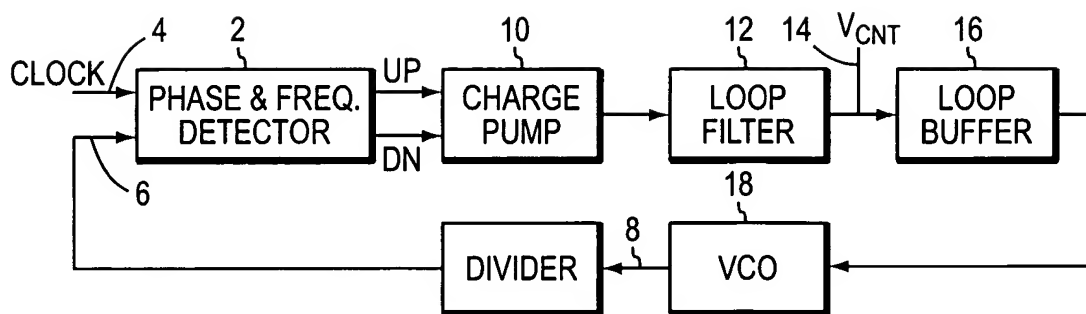 4
2
10
12
14
V_CNT
16
CLOCK
UP
PHASE & FREQ.
DETECTOR
CHARGE
PUMP
LOOP
FILTER
LOOP
BUFFER
DN
6
18
8
DIVIDER
VCO